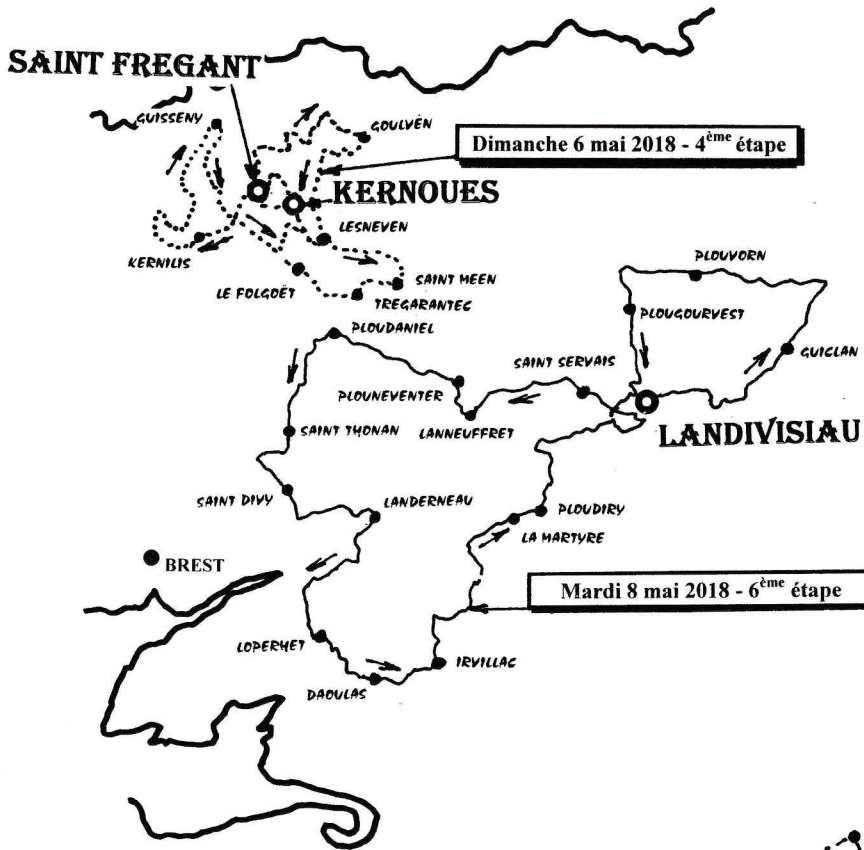 SAINT FREGANT
GUISSENY
GOULVEN
Dimanche 6 mai 2018 - 4ème étape
KERNOUES
LESNEVEN
KERNILIS
SAINT MEEN
LE FOLGOËT
TREGARANTEC
PLOUVORN
PLOUGOURVEST
PLOUDANIEL
GUICLAN
SAINT SERVAIS
PLOUNEVENTER
LANNEUFFRET
LANDIVISIAU
SAINT THONAN
SAINT DIVY
LANDERNEAU
PLOUDIRY
LA MARTYRE
BREST
Mardi 8 mai 2018 - 6ème étape
LOPERHET
IRVILLAC
DAOULAS